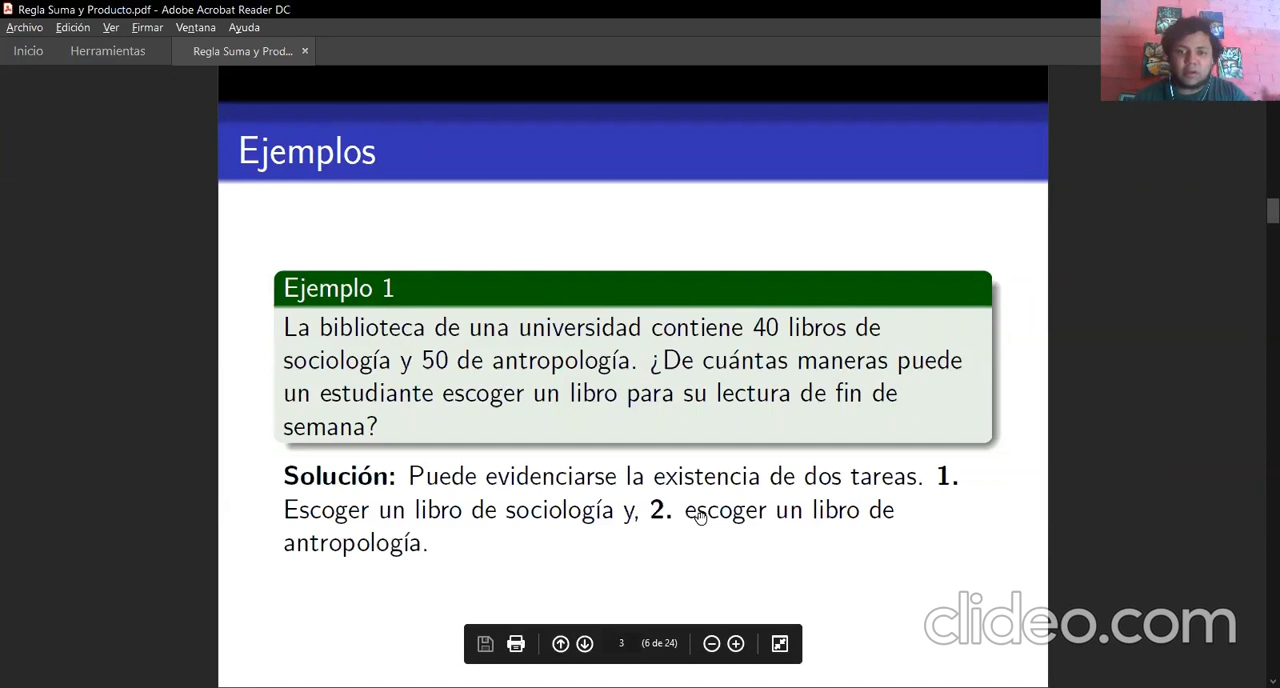 Regla Suma y Producto.pdf - Adobe Acrobat Reader DC
Archivo Edición Ver Firmar Ventana Ayuda
Inicio Herramientas Regla Suma y Prod... ×
Ejemplos
Ejemplo 1
La biblioteca de una universidad contiene 40 libros de
sociología y 50 de antropología. ¿De cuántas maneras puede
un estudiante escoger un libro para su lectura de fin de
semana?
Solución: Puede evidenciarse la existencia de dos tareas. 1.
Escoger un libro de sociología y, 2. escoger un libro de
antropología.
clideo.com
3 (6 de 24)